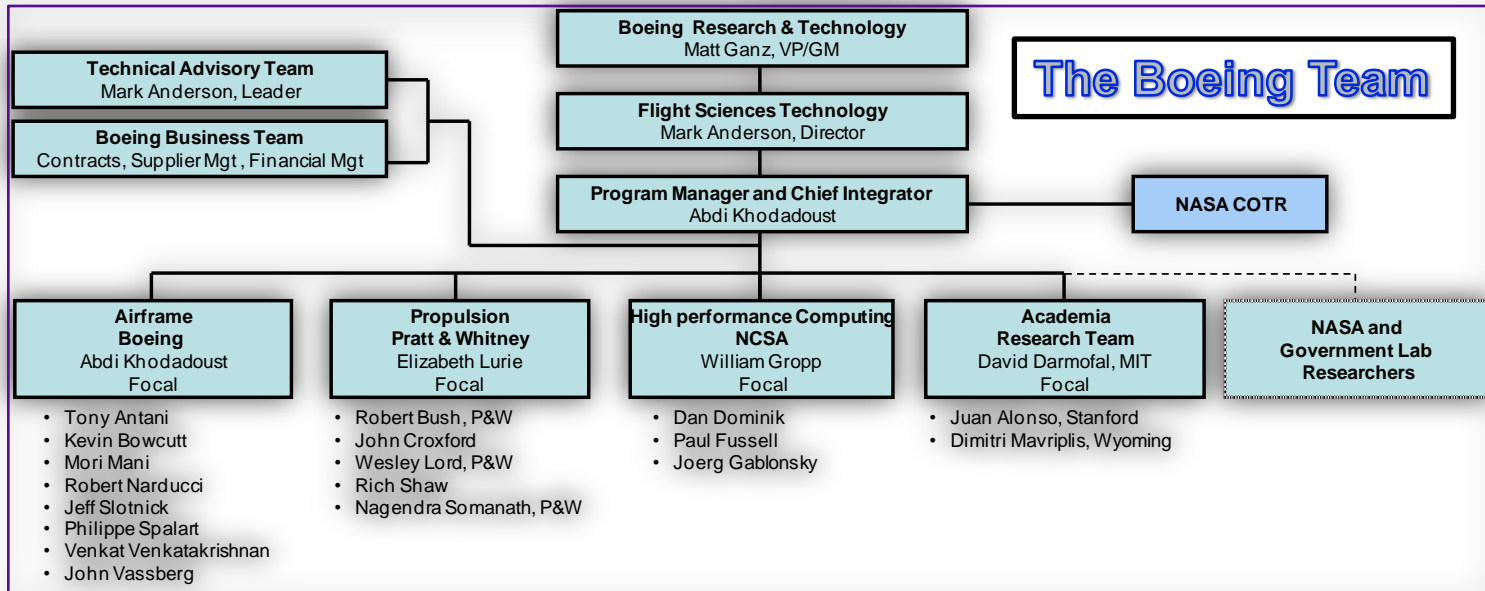 Boeing Research & Technology
Matt Ganz, VP/GM
The Boeing Team
Technical Advisory Team
Mark Anderson, Leader
Boeing Business Team
Contracts, Supplier Mgt , Financial Mgt
Flight Sciences Technology
Mark Anderson, Director
Program Manager and Chief Integrator
Abdi Khodadoust
NASA COTR
Airframe
Boeing
Abdi Khodadoust
Focal
• Tony Antani
• Kevin Bowcutt
• Mori Mani
• Robert Narducci
• Jeff Slotnick
• Philippe Spalart
• Venkat Venkatakrishnan
• John Vassberg
Propulsion
Pratt & Whitney
Elizabeth Lurie
Focal
• Robert Bush, P&W
• John Croxford
• Wesley Lord, P&W
• Rich Shaw
• Nagendra Somanath, P&W
High performance Computing
NCSA
William Gropp
Focal
• Dan Dominik
• Paul Fussell
• Joerg Gablonsky
Academia
Research Team
David Darmofal, MIT
Focal
• Juan Alonso, Stanford
• Dimitri Mavriplis, Wyoming
NASA and
Government Lab
Researchers